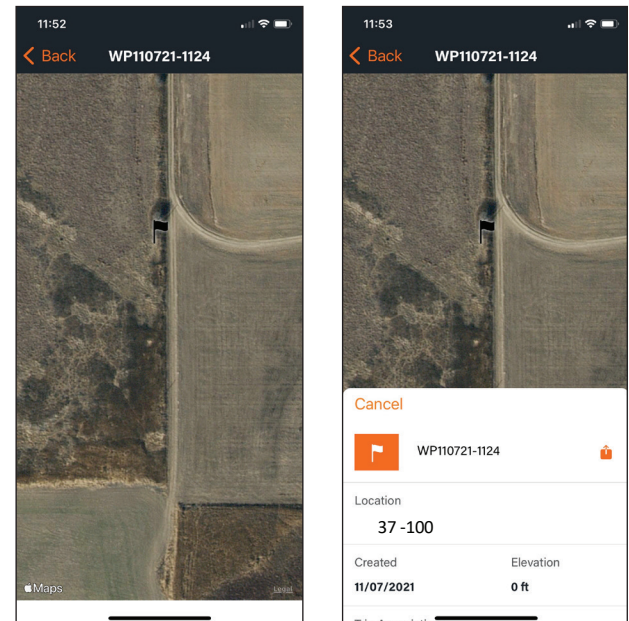 11:52
Back WP110721-1124
Maps
Legal
11:53
Back WP110721-1124
Cancel
WP110721-1124
Location
37 -100
Created Elevation
11/07/2021 0 ft